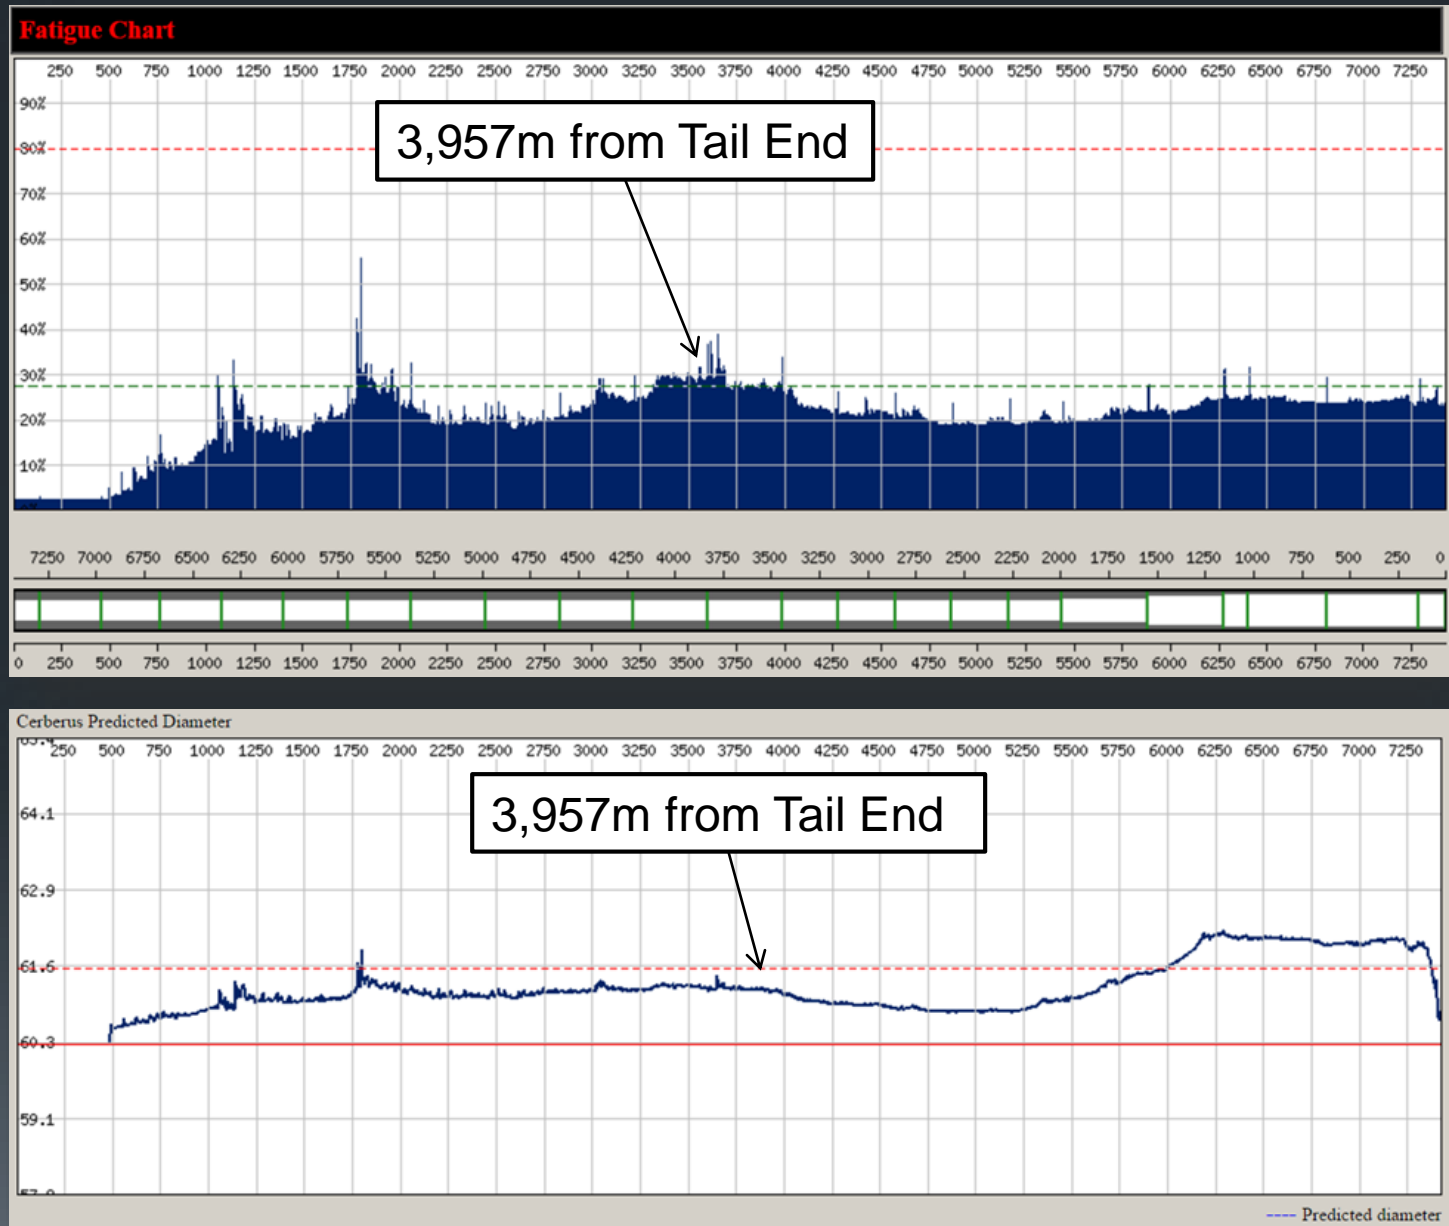 Fatigue Chart
250 500 750 1000 1250 1500 1750 2000 2250 2500 2750 3000 3250 3500 3750 4000 4250 4500 4750 5000 5250 5500 5750 6000 6250 6500 6750 7000 7250
90%
3,957m from Tail End
80%
70%
60%
50%
40%
30%
20%
10%
7250 7000 6750 6500 6250 6000 5750 5500 5250 5000 4750 4500 4250 4000 3750 3500 3250 3000 2750 2500 2250 2000 1750 1500 1250 1000 750 500 250 0
0 250 500 750 1000 1250 1500 1750 2000 2250 2500 2750 3000 3250 3500 3750 4000 4250 4500 4750 5000 5250 5500 5750 6000 6250 6500 6750 7000 7250
Cerberus Predicted Diameter
250 500 750 1000 1250 1500 1750 2000 2250 2500 2750 3000 3250 3500 3750 4000 4250 4500 4750 5000 5250 5500 5750 6000 6250 6500 6750 7000 7250
3,957m from Tail End
64.1
62.9
61.6
60.3
59.1
---- Predicted diameter